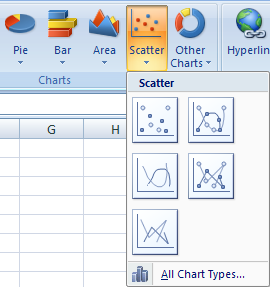 Pie Bar Area Scatter Other Charts Hyperlin
Charts
Scatter
G H
All Chart Types...